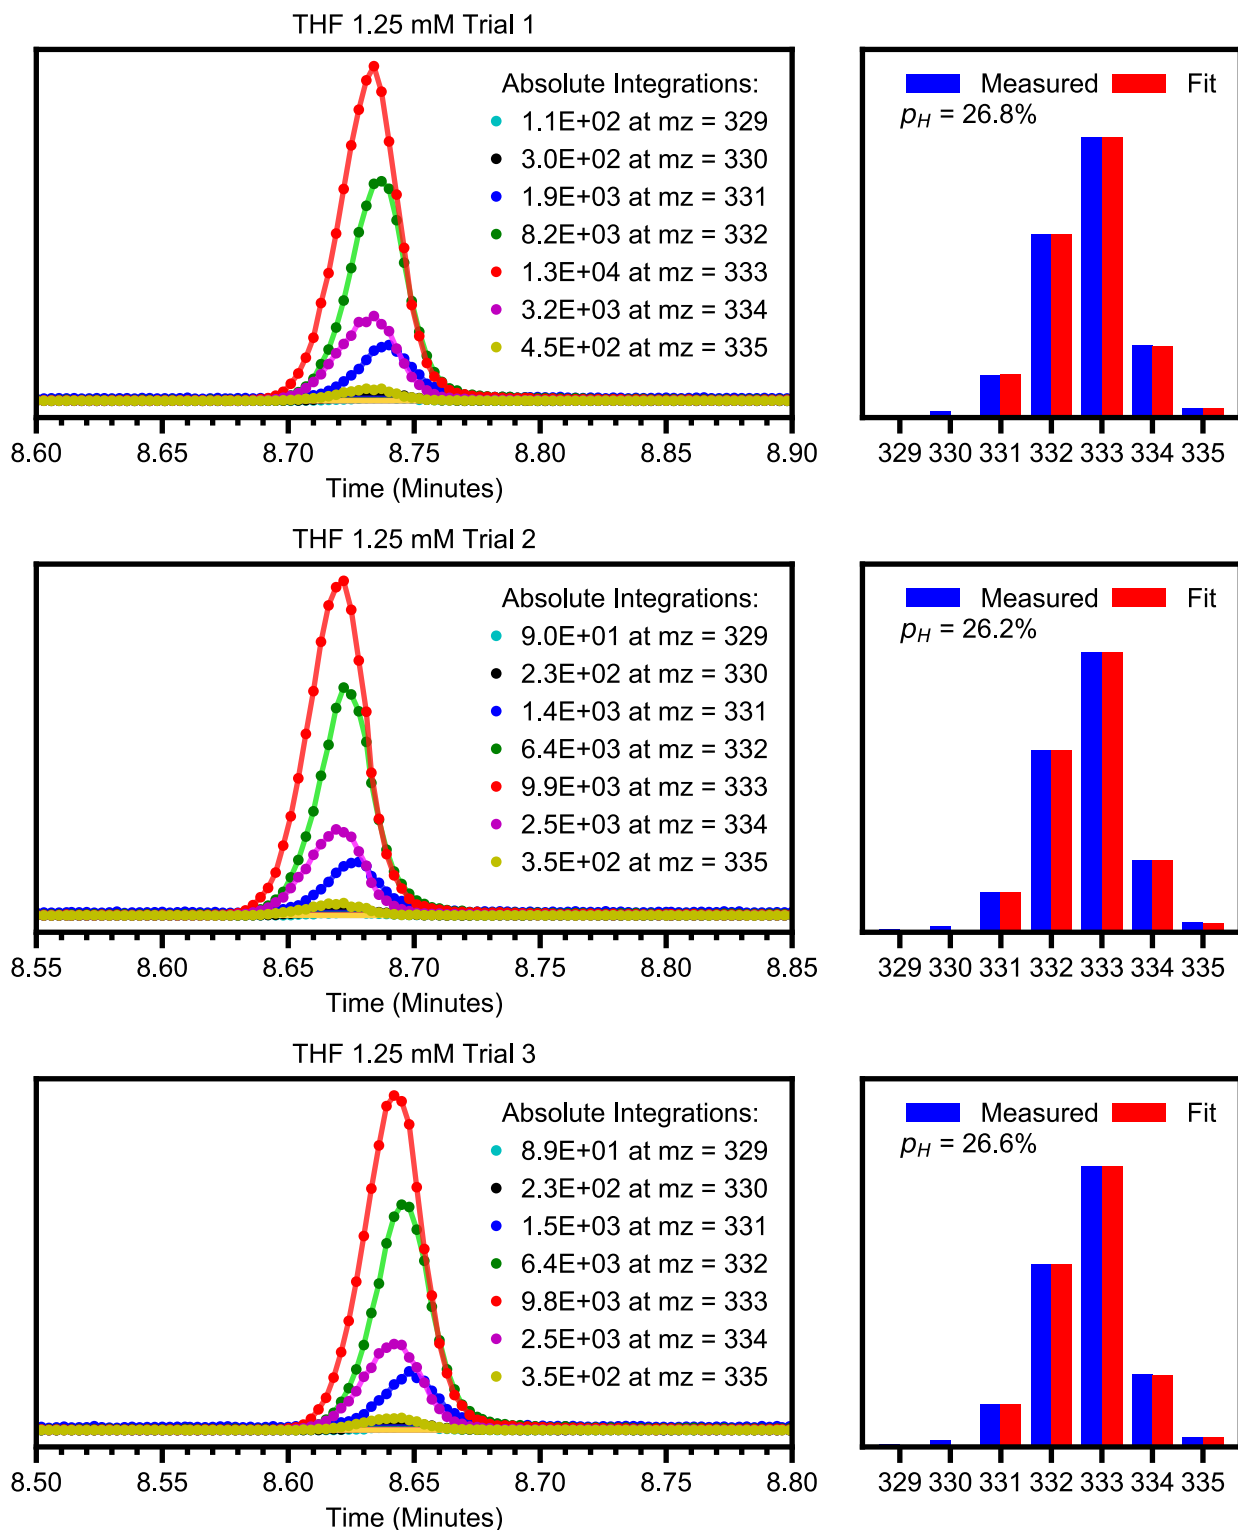 THF 1.25 mM Trial 1
Absolute Integrations:
1.1E+02 at mz = 329
3.0E+02 at mz = 330
1.9E+03 at mz = 331
8.2E+03 at mz = 332
1.3E+04 at mz = 333
3.2E+03 at mz = 334
4.5E+02 at mz = 335
8.60 8.65 8.70 8.75 8.80 8.85 8.90
Time (Minutes)
Measured Fit
pH = 26.8%
329 330 331 332 333 334 335
THF 1.25 mM Trial 2
Absolute Integrations:
9.0E+01 at mz = 329
2.3E+02 at mz = 330
1.4E+03 at mz = 331
6.4E+03 at mz = 332
9.9E+03 at mz = 333
2.5E+03 at mz = 334
3.5E+02 at mz = 335
8.55 8.60 8.65 8.70 8.75 8.80 8.85
Time (Minutes)
Measured Fit
pH = 26.2%
329 330 331 332 333 334 335
THF 1.25 mM Trial 3
Absolute Integrations:
8.9E+01 at mz = 329
2.3E+02 at mz = 330
1.5E+03 at mz = 331
6.4E+03 at mz = 332
9.8E+03 at mz = 333
2.5E+03 at mz = 334
3.5E+02 at mz = 335
8.50 8.55 8.60 8.65 8.70 8.75 8.80
Time (Minutes)
Measured Fit
pH = 26.6%
329 330 331 332 333 334 335